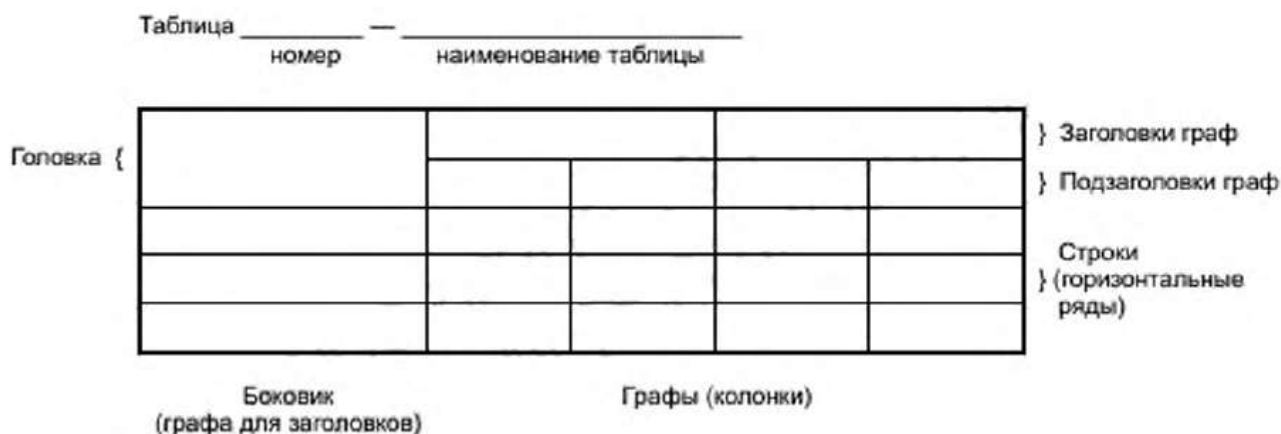 Таблица _________ — _________________________
номер наименование таблицы
Головка {
} Заголовки граф
} Подзаголовки граф
Строки
} (горизонтальные
ряды)
Боковик
(графа для заголовков)
Графы (колонки)